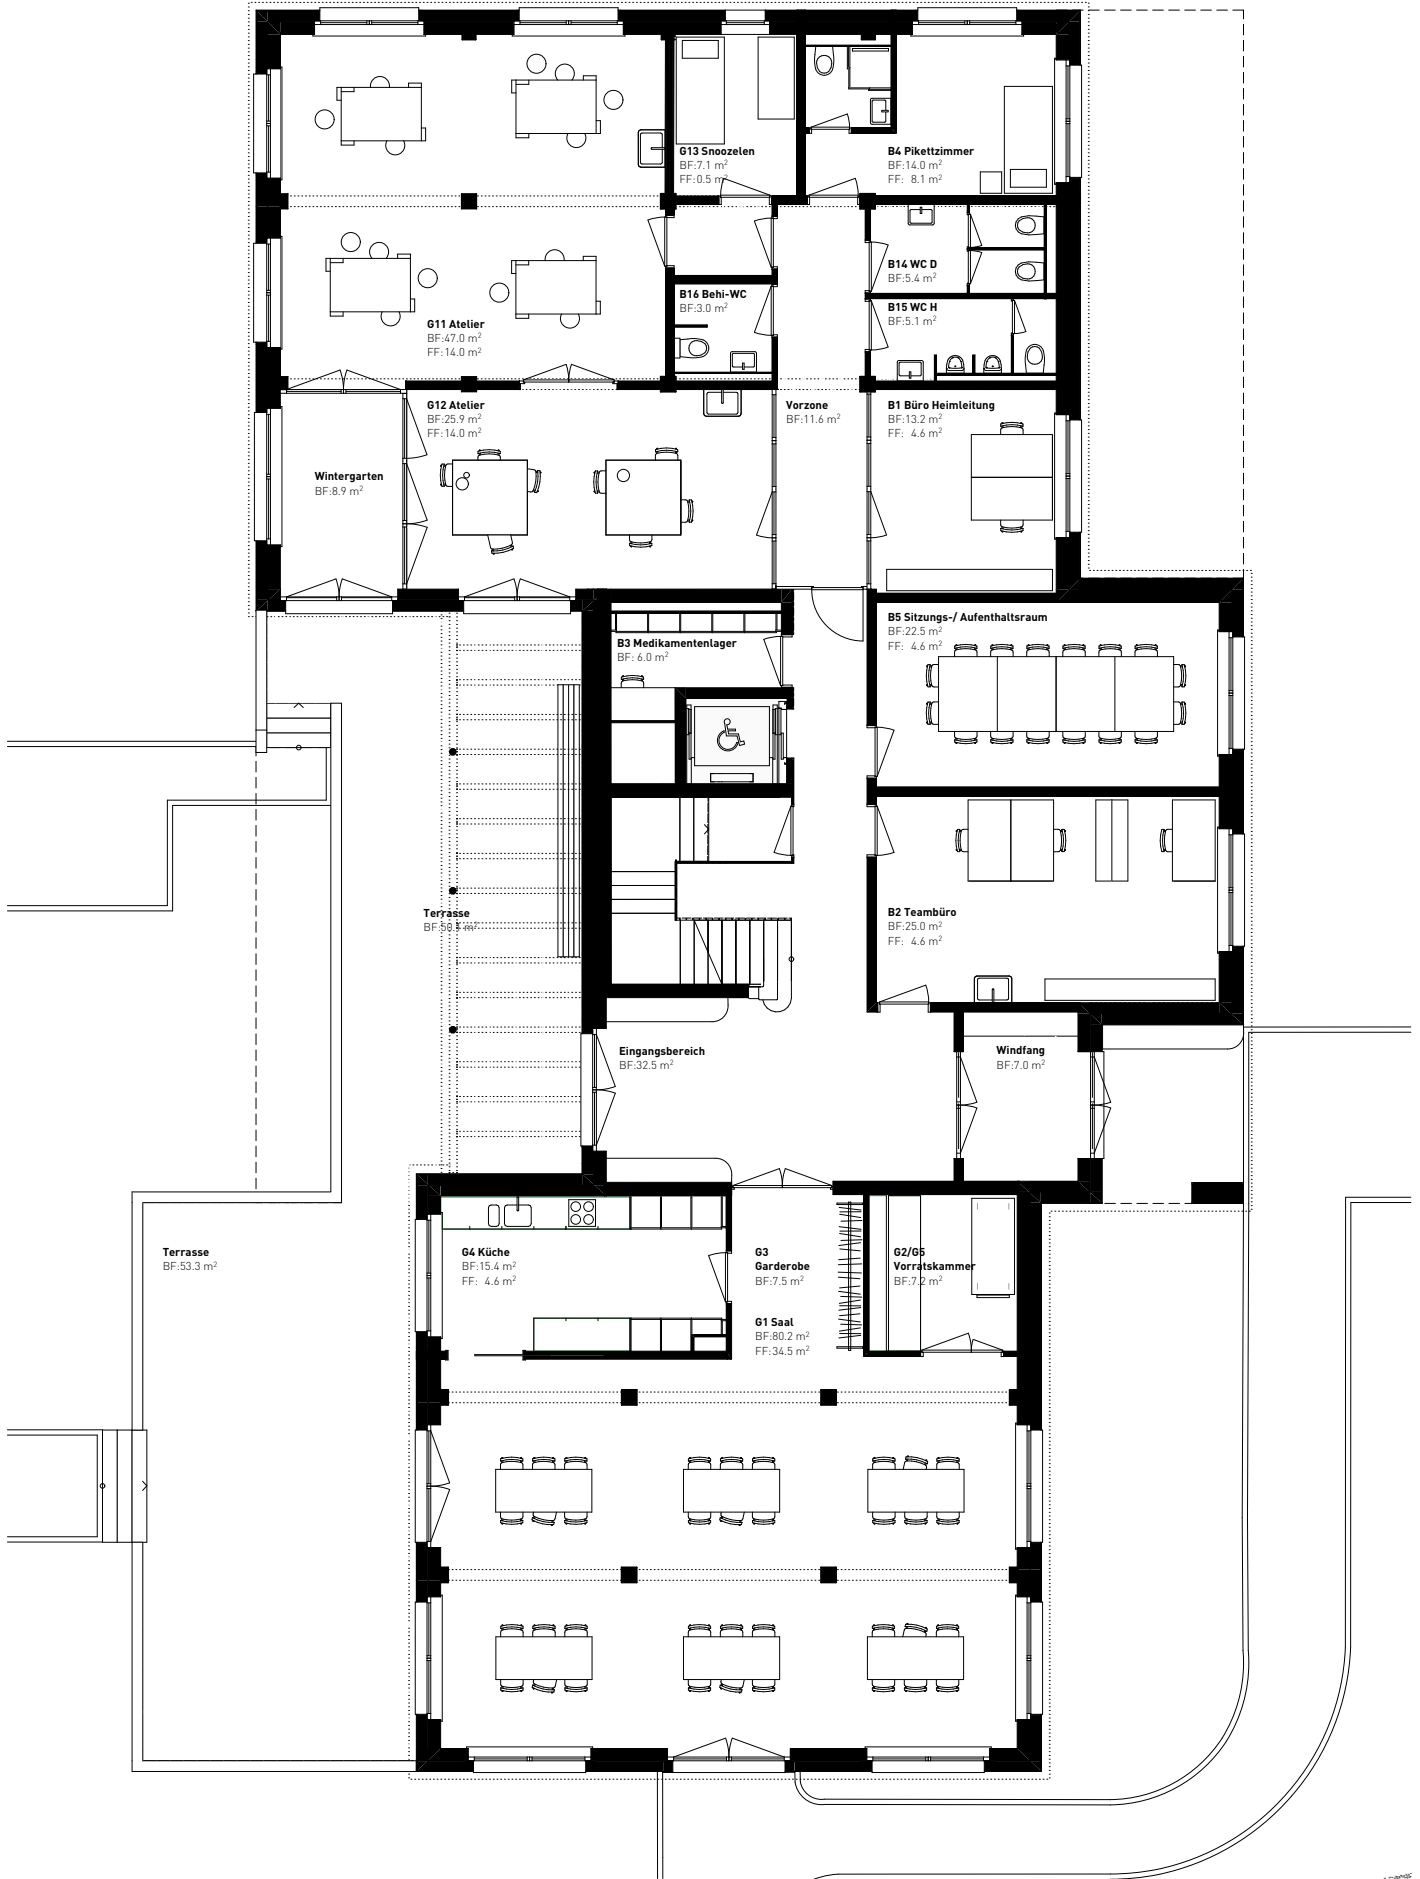 G13 Snoozelen
BF:7.1 m²
FF:0.5 m²
B4 Pikettzimmer
BF:14.0 m²
FF: 8.1 m²
B14 WC D
BF:5.4 m²
B16 Behi-WC
BF:3.0 m²
B15 WC H
BF:5.1 m²
G11 Atelier
BF:47.0 m²
FF:14.0 m²
G12 Atelier
BF:25.9 m²
FF:14.0 m²
Vorzone
BF:11.6 m²
B1 Büro Heimleitung
BF:13.2 m²
FF: 4.6 m²
Wintergarten
BF:8.9 m²
B5 Sitzungs-/ Aufenthaltsraum
BF:22.5 m²
FF: 4.6 m²
B3 Medikamentenlager
BF: 6.0 m²
Terrasse
B2 Teambüro
BF:25.0 m²
FF: 4.6 m²
Eingangsbereich
BF:32.5 m²
Windfang
BF:7.0 m²
Terrasse
BF:53.3 m²
G4 Küche
BF:15.4 m²
FF: 4.6 m²
G3
Garderobe
BF:7.5 m²
G2/G5
Vorratskammer
BF:7.2 m²
G1 Saal
BF:80.2 m²
FF:34.5 m²